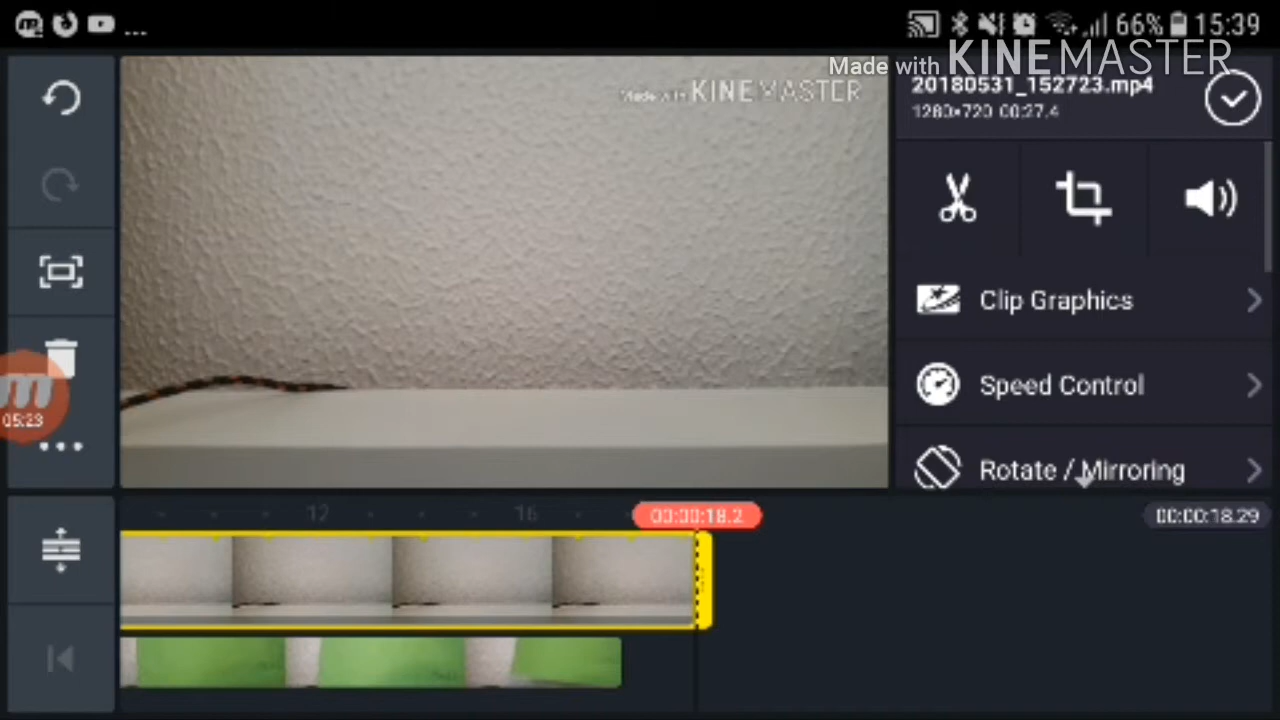 66% 15:39
Made with KINEMASTER
Made with KINEMASTER
20180531_152723.mp4
1280×720 00:27.4
Clip Graphics
Speed Control
05:23
Rotate / Mirroring
12 16 00:00:18.2 00:00:18.29